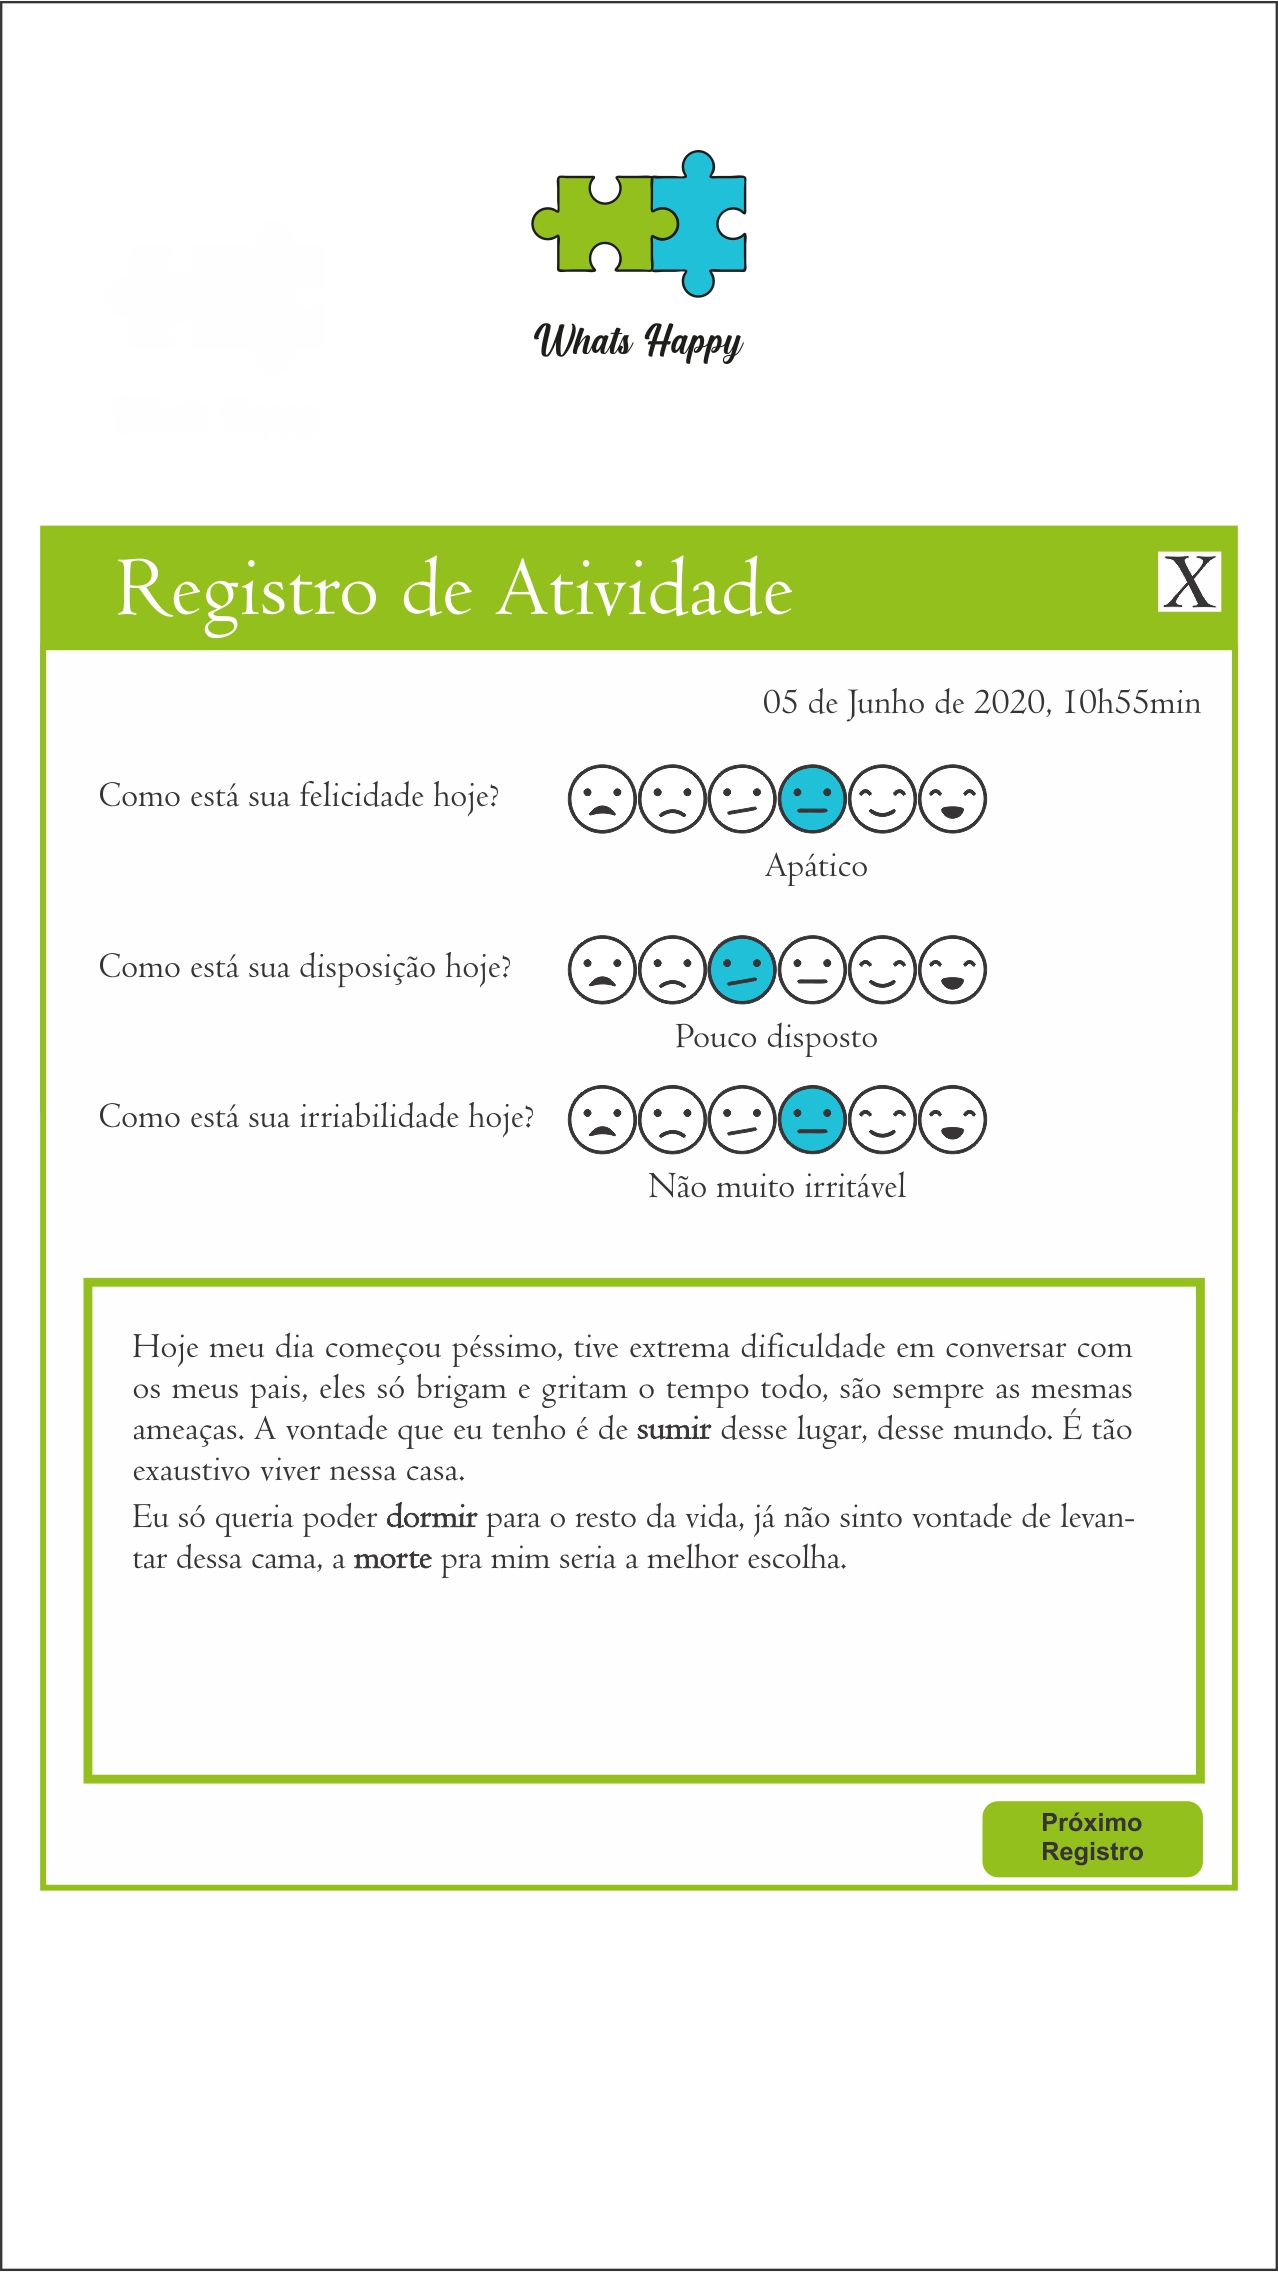 Whats Happy
Registro de Atividade
X
05 de Junho de 2020, 10h55min
Como está sua felicidade hoje?
Apático
Como está sua disposição hoje?
Pouco disposto
Como está sua irriabilidade hoje?
Não muito irritável
Hoje meu dia começou péssimo, tive extrema dificuldade em conversar com
os meus pais, eles só brigam e gritam o tempo todo, são sempre as mesmas
ameaças. A vontade que eu tenho é de sumir desse lugar, desse mundo. É tão
exaustivo viver nessa casa.
Eu só queria poder dormir para o resto da vida, já não sinto vontade de levan-
tar dessa cama, a morte pra mim seria a melhor escolha.
Próximo
Registro